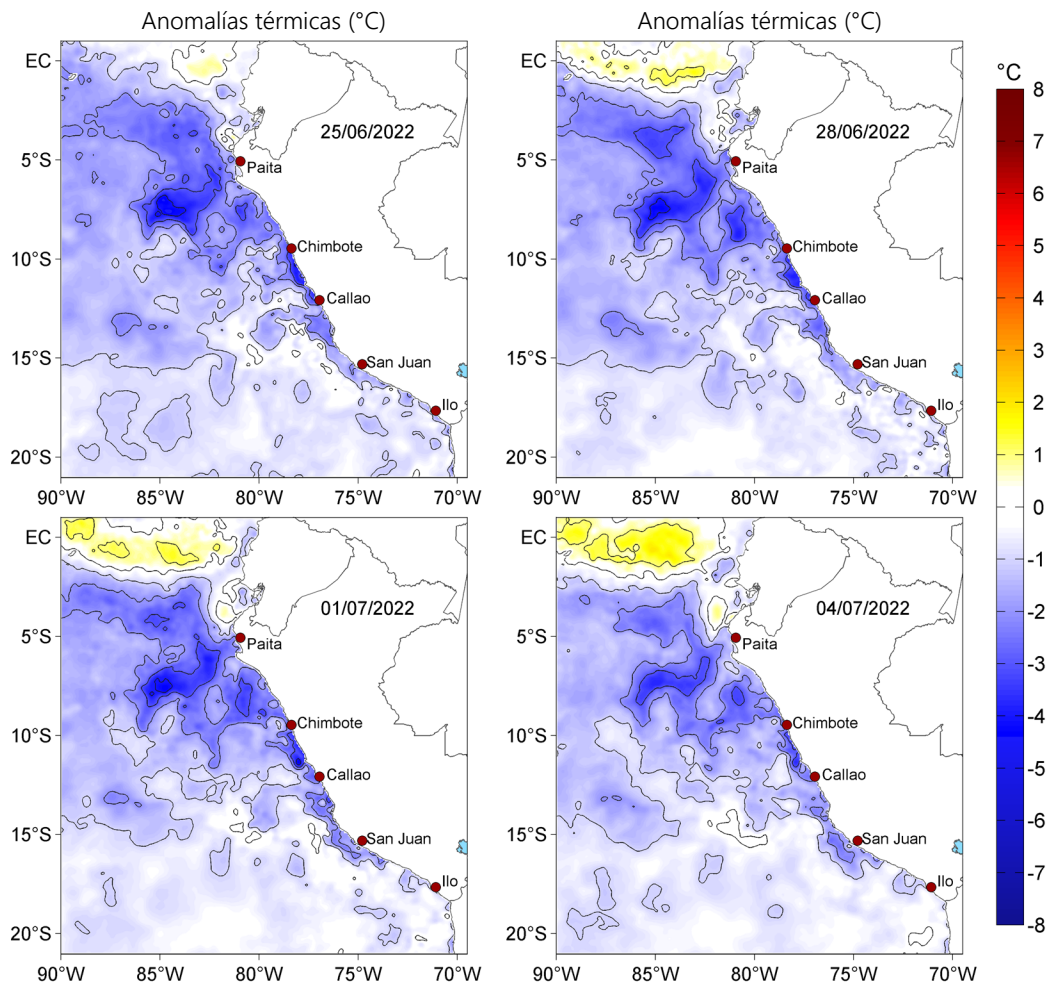 Anomalías térmicas (°C)
Anomalías térmicas (°C)
EC
5°S
10°S
15°S
20°S
90°W
85°W
80°W
75°W
70°W
25/06/2022
Paita
Chimbote
Callao
San Juan
Ilo
EC
5°S
10°S
15°S
20°S
90°W
85°W
80°W
75°W
70°W
28/06/2022
Paita
Chimbote
Callao
San Juan
Ilo
EC
5°S
10°S
15°S
20°S
90°W
85°W
80°W
75°W
70°W
01/07/2022
Paita
Chimbote
Callao
San Juan
Ilo
EC
5°S
10°S
15°S
20°S
90°W
85°W
80°W
75°W
70°W
04/07/2022
Paita
Chimbote
Callao
San Juan
Ilo
°C
8
7
6
5
4
3
2
1
0
-1
-2
-3
-4
-5
-6
-7
-8